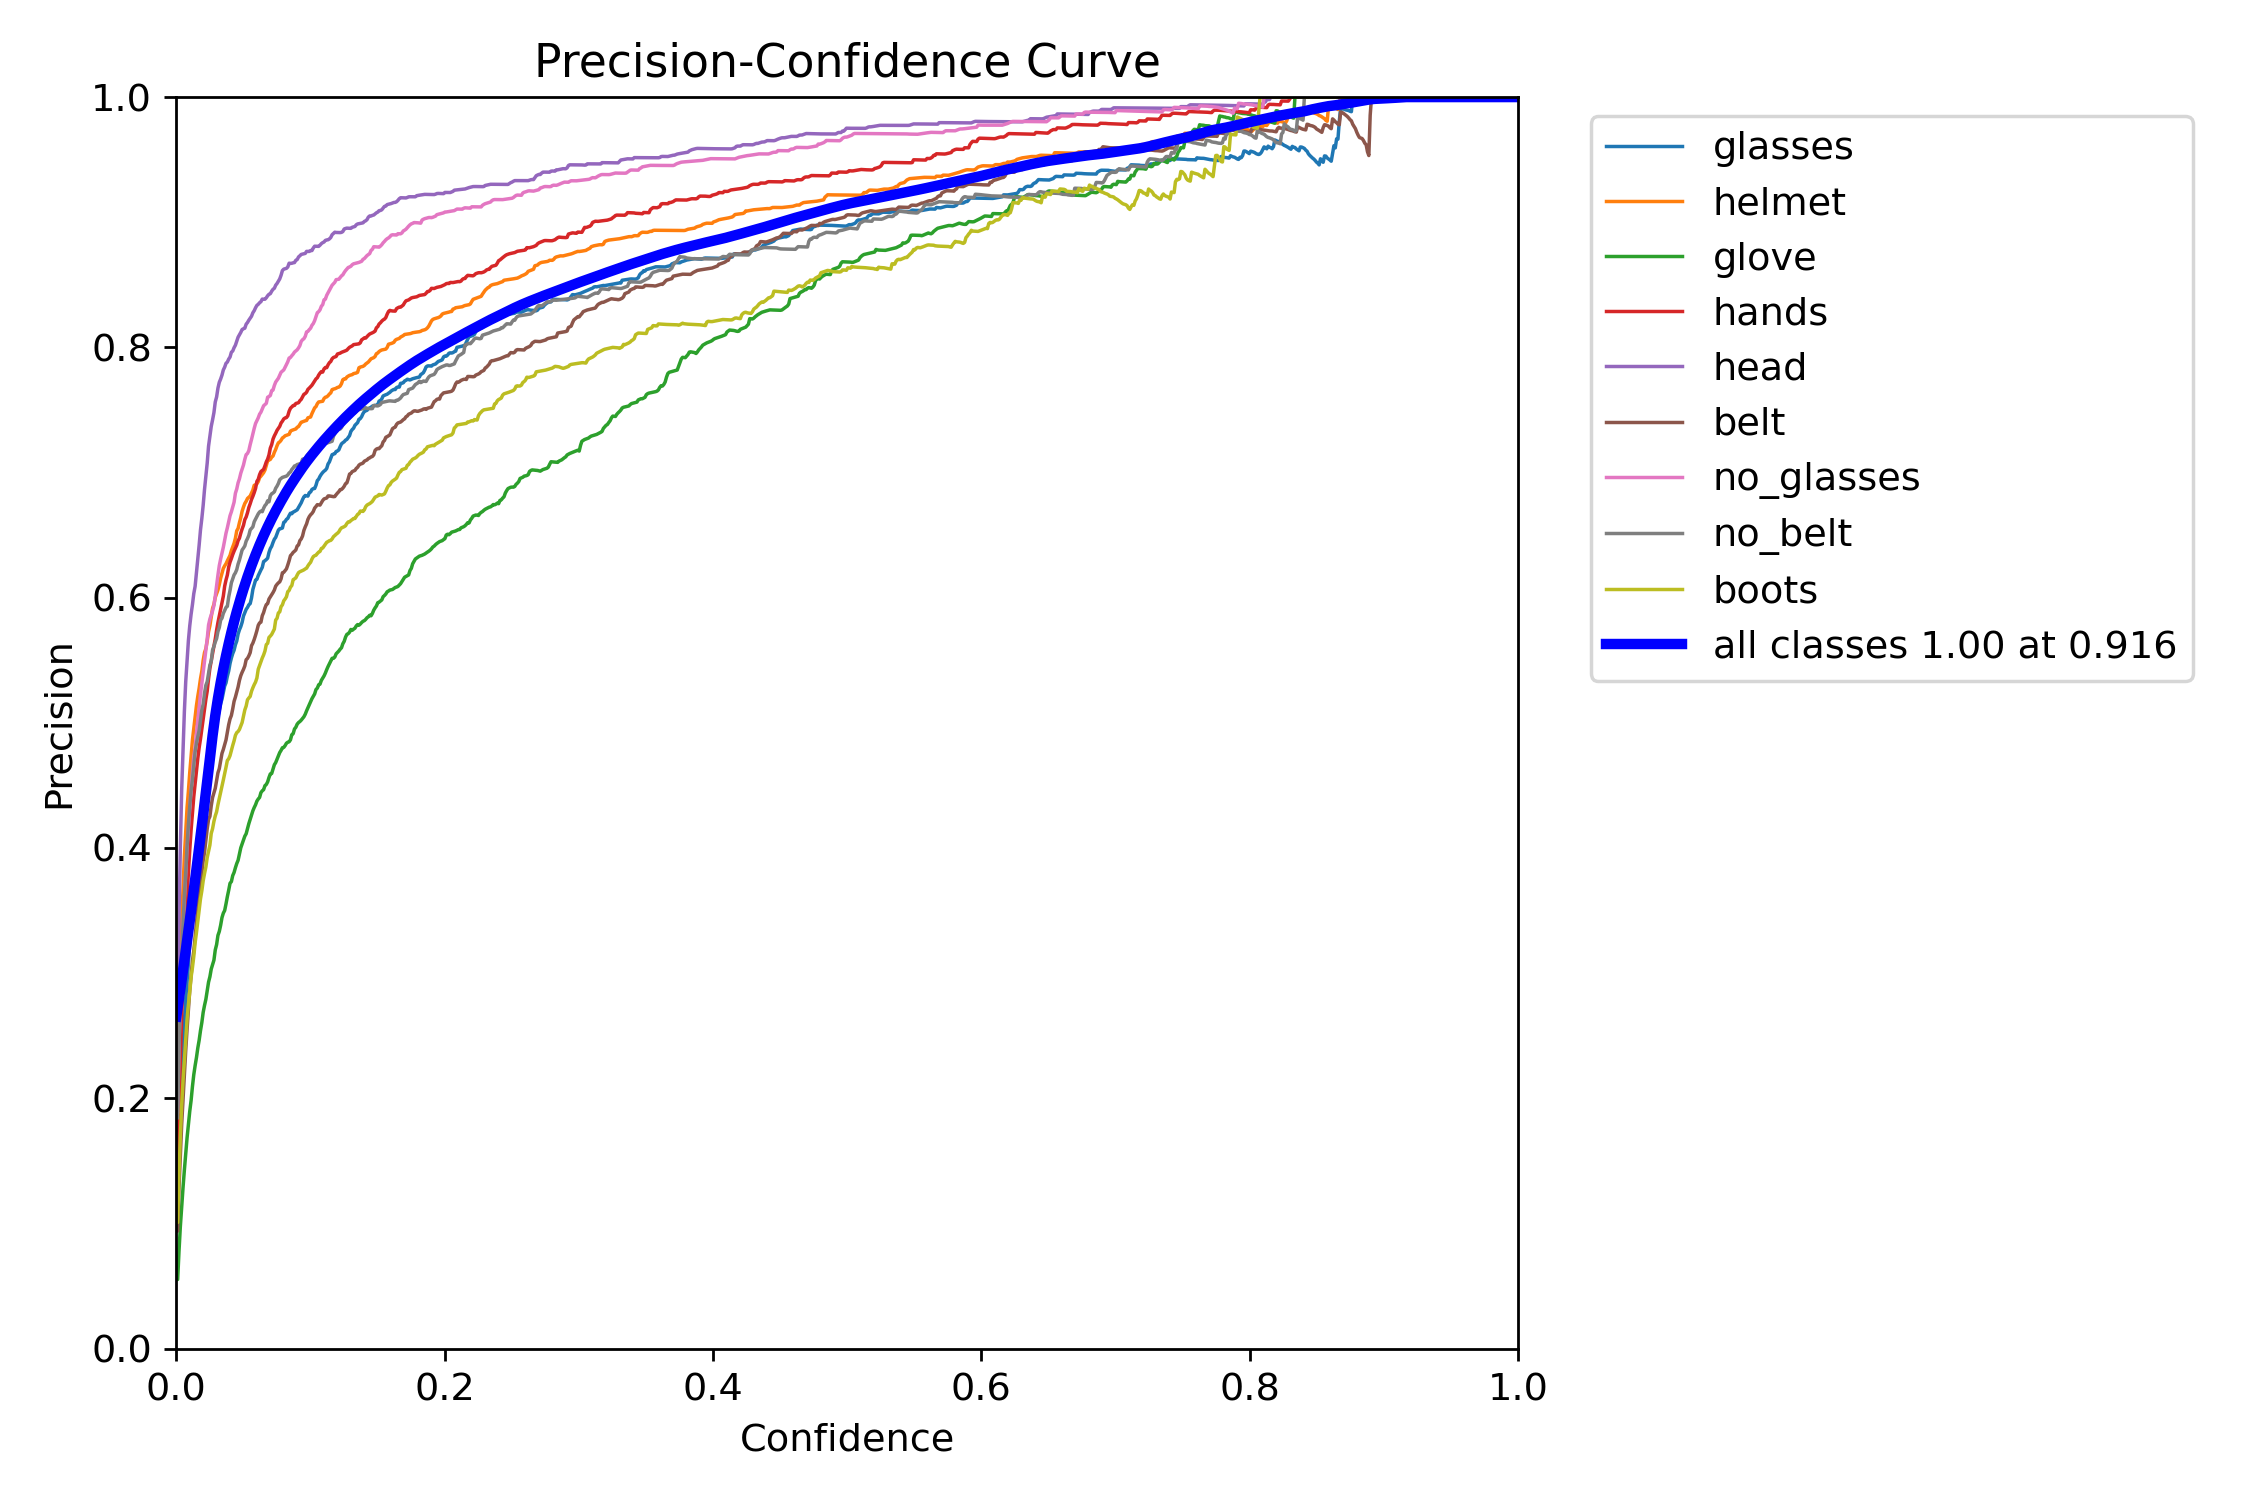 Precision-Confidence Curve
1.0
0.8
0.6
0.4
0.2
0.0
Precision
0.0 0.2 0.4 0.6 0.8 1.0
Confidence
glasses
helmet
glove
hands
head
belt
no_glasses
no_belt
boots
all classes 1.00 at 0.916